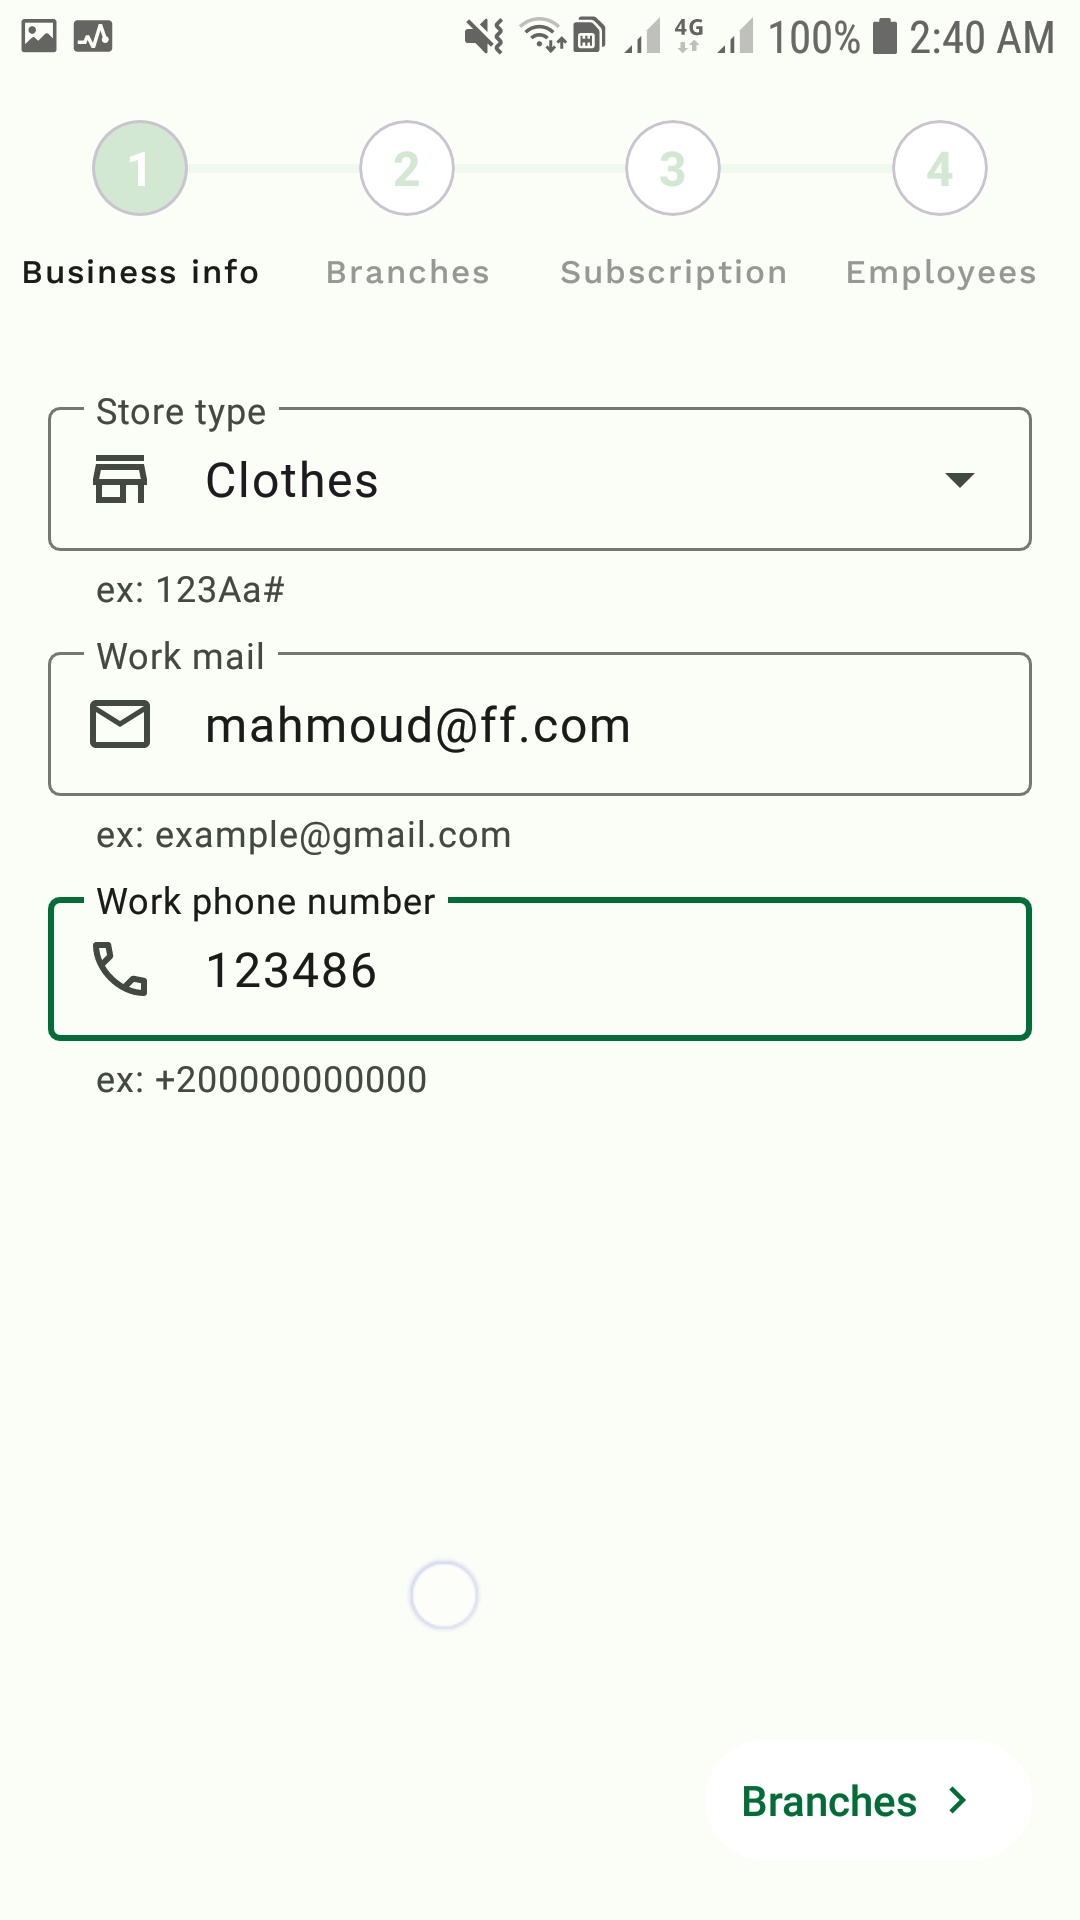 4G 100% 2:40 AM
1 2 3 4
Business info Branches Subscription Employees
Store type
Clothes
ex: 123Aa#
Work mail
mahmoud@ff.com
ex: example@gmail.com
Work phone number
123486
ex: +200000000000
Branches